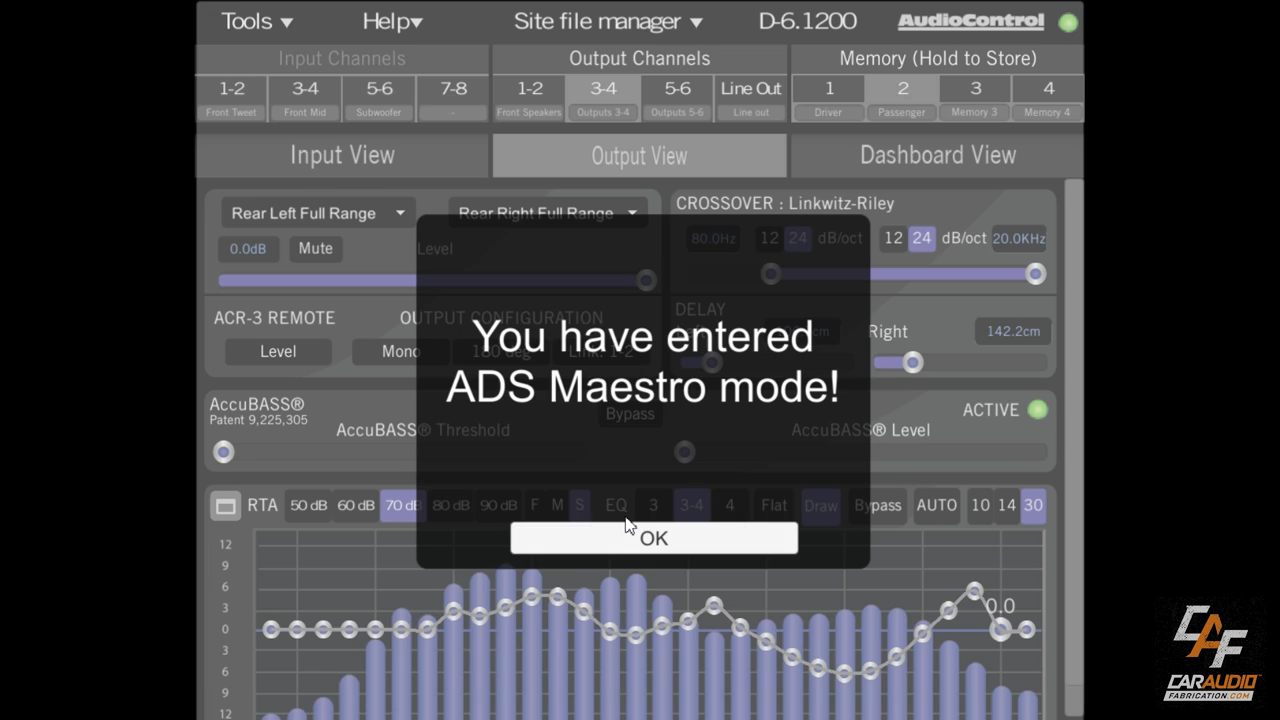 Tools ▼ Help▼ Site file manager ▼ D-6.1200 AudioControl
Input Channels Output Channels Memory (Hold to Store)
1-2 3-4 5-6 7-8 1-2 3-4 5-6 Line Out 1 2 3 4
Front Tweet Front Mid Subwoofer - Front Speakers Outputs 3-4 Outputs 5-6 Line out Driver Passenger Memory 3 Memory 4
Input View Output View Dashboard View
Rear Left Full Range Rear Right Full Range CROSSOVER : Linkwitz-Riley
0.0dB Mute Level 80.0Hz 12 24 dB/oct 12 24 dB/oct 20.0KHz
ACR-3 REMOTE OUTPUT CONFIGURATION DELAY
Level Mono 180 deg Link: 1-2 Right 142.2cm
You have entered
ADS Maestro mode!
AccuBASS® Bypass ACTIVE
Patent 9,225,305
AccuBASS® Threshold AccuBASS® Level
RTA 50 dB 60 dB 70 dB 80 dB 90 dB F M S EQ 3 3-4 4 Flat Draw Bypass AUTO 10 14 30
OK
12
9
6
3 0.0
0
3
6
9
12
CAF
CARAUDIO
FABRICATION.COM